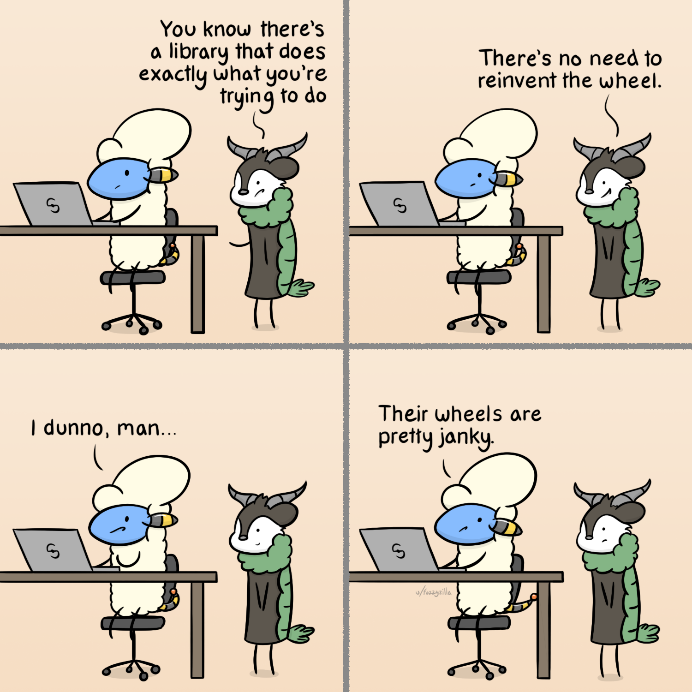 You know there's
a library that does
exactly what you're
trying to do
There's no need to
reinvent the wheel.
I dunno, man...
Their wheels are
pretty janky.